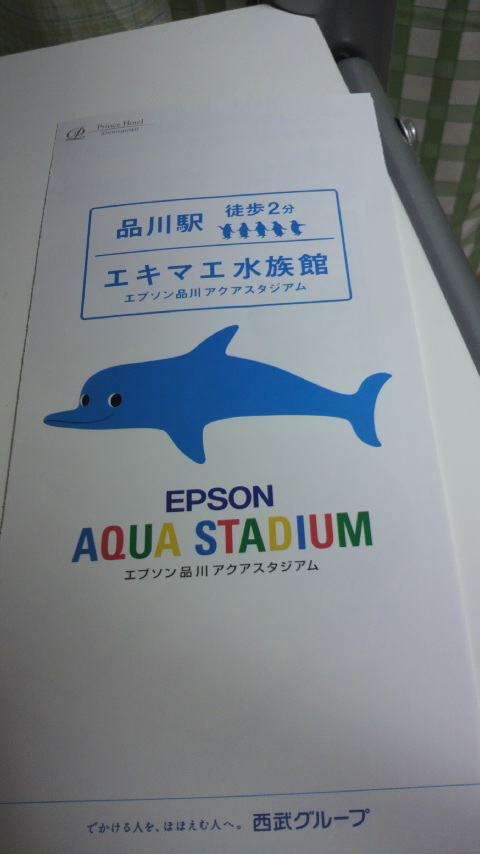 Prince Hotel
Shinagawa
品川駅 徒歩2分
エキマエ水族館
エプソン品川アクアスタジアム
EPSON
AQUA STADIUM
エプソン品川アクアスタジアム
でかける人を、ほほえむ人へ。 西武グループ